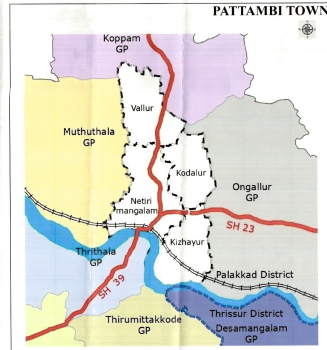 PATTAMBI TOWN
Koppam
GP
Vallur
Muthuthala
GP
Kodalur
Ongallur
GP
Netiri
mangalam
SH 23
Kizhayur
Thrithala
GP
Palakkad District
SH 39
Thrissur District
Thirumittakkode
GP
Desamangalam
GP